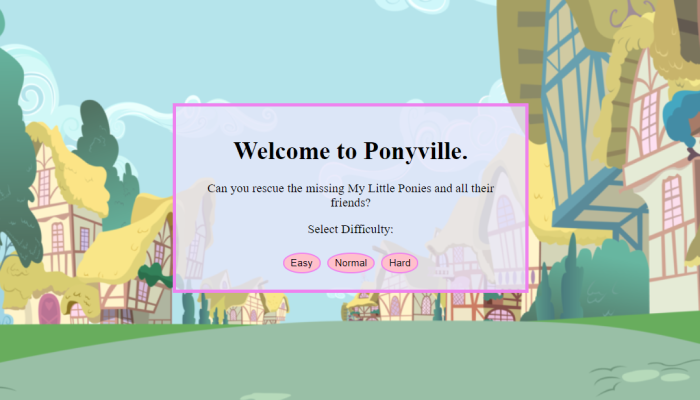 Welcome to Ponyville.
Can you rescue the missing My Little Ponies and all their
friends?
Select Difficulty:
Easy Normal Hard